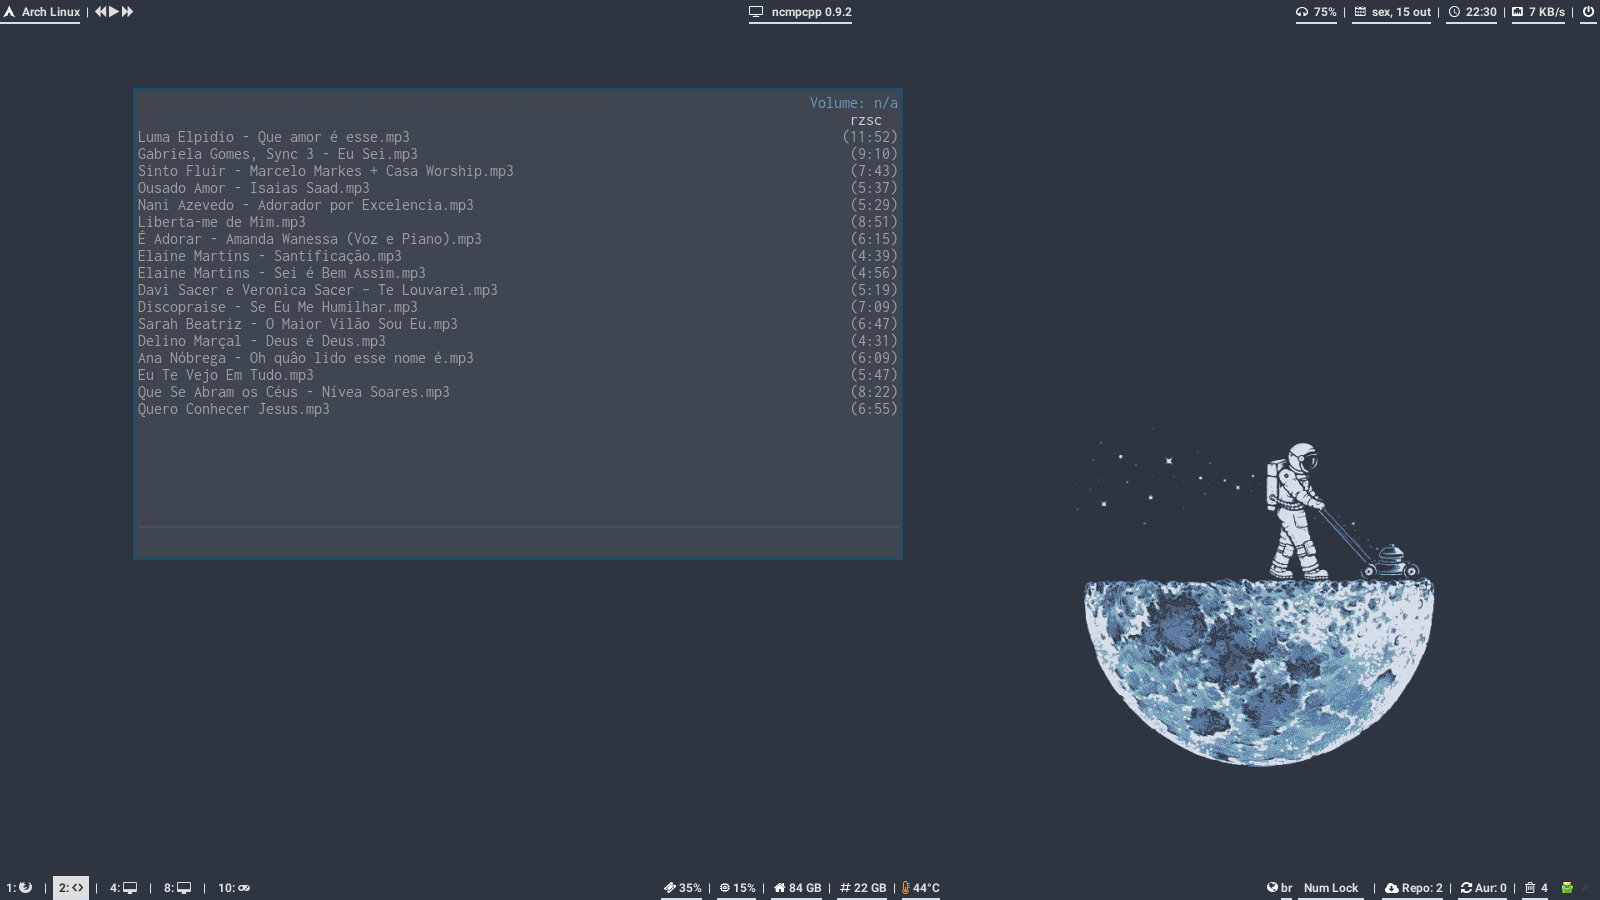 Arch Linux |
ncmpcpp 0.9.2
75% | sex, 15 out | 22:30 | 7 KB/s |
Volume: n/a
rzsc
Luma Elpidio - Que amor é esse.mp3 (11:52)
Gabriela Gomes, Sync 3 - Eu Sei.mp3 (9:10)
Sinto Fluir - Marcelo Markes + Casa Worship.mp3 (7:43)
Ousado Amor - Isaias Saad.mp3 (5:37)
Nani Azevedo - Adorador por Excelencia.mp3 (5:29)
Liberta-me de Mim.mp3 (8:51)
É Adorar - Amanda Wanessa (Voz e Piano).mp3 (6:15)
Elaine Martins - Santificação.mp3 (4:39)
Elaine Martins - Sei é Bem Assim.mp3 (4:56)
Davi Sacer e Veronica Sacer – Te Louvarei.mp3 (5:19)
Discopraise - Se Eu Me Humilhar.mp3 (7:09)
Sarah Beatriz - O Maior Vilão Sou Eu.mp3 (6:47)
Delino Marçal - Deus é Deus.mp3 (4:31)
Ana Nóbrega - Oh quâo lido esse nome é.mp3 (6:09)
Eu Te Vejo Em Tudo.mp3 (5:47)
Que Se Abram os Céus - Nívea Soares.mp3 (8:22)
Quero Conhecer Jesus.mp3 (6:55)
1: | 2: | 4: | 8: | 10:
35% | 15% | 84 GB | # 22 GB | 44°C
br Num Lock | Repo: 2 | Aur: 0 | 4